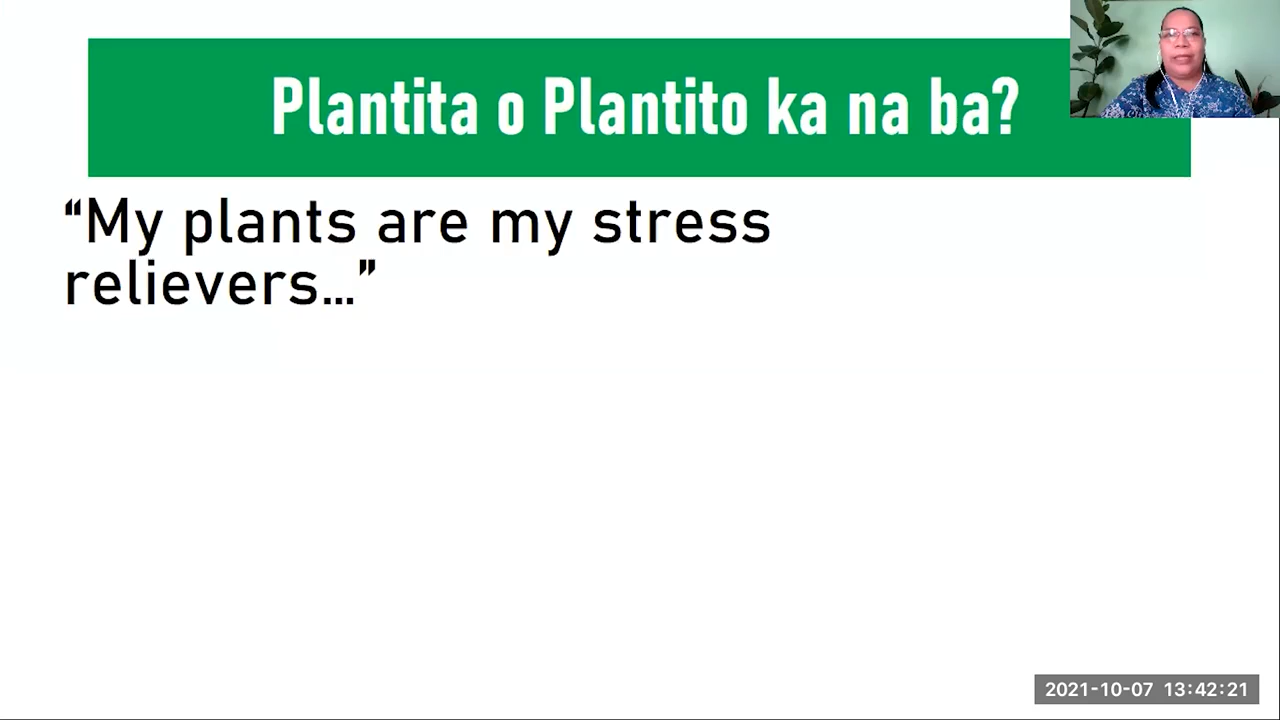 Plantita o Plantito ka na ba?
“My plants are my stress
relievers…”
2021-10-07 13:42:21